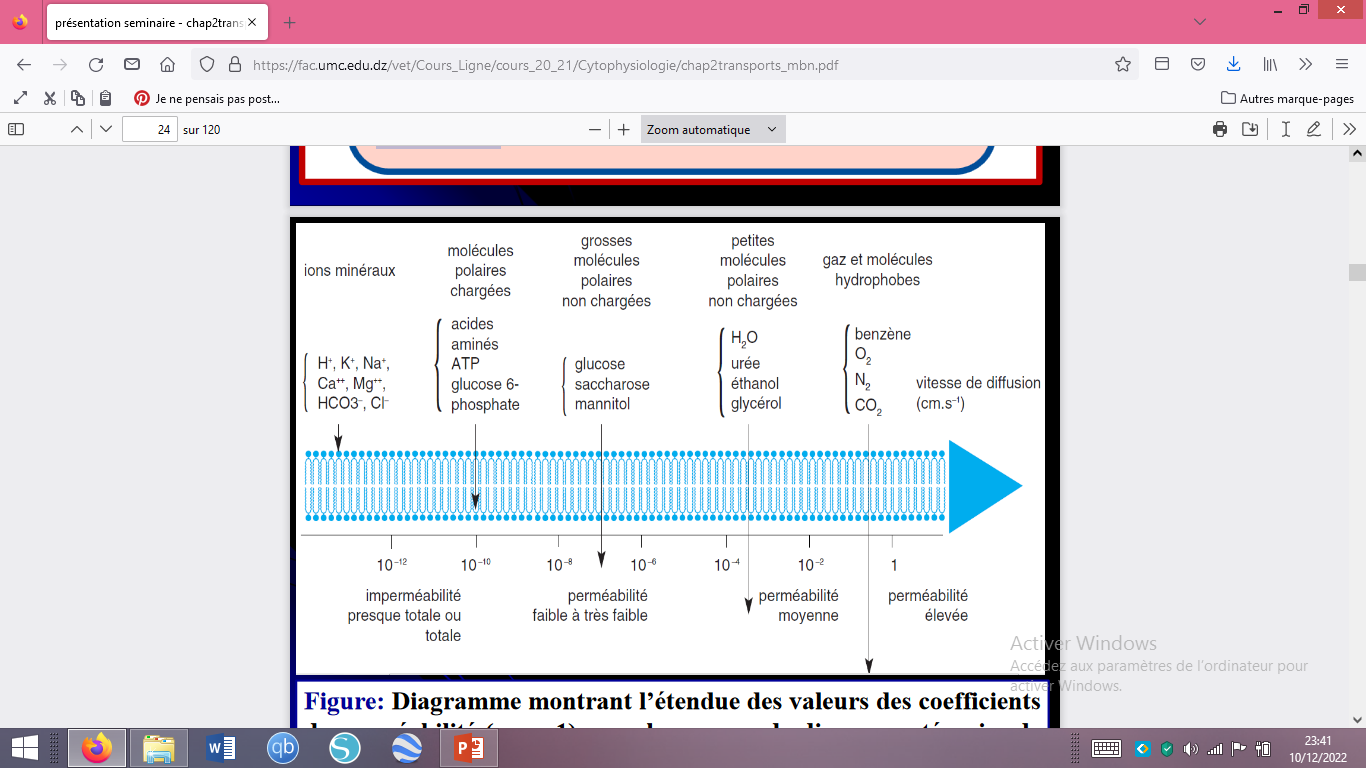 présentation seminaire - chap2trans
https://fac.umc.edu.dz/vet/Cours_Ligne/cours_20_21/Cytophysiologie/chap2transports_mbn.pdf
Je ne pensais pas post...
Autres marque-pages
24 sur 120
Zoom automatique
ions minéraux
H⁺, K⁺, Na⁺,
Ca⁺⁺, Mg⁺⁺,
HCO3⁻, Cl⁻
molécules
polaires
chargées
acides
aminés
ATP
glucose 6-
phosphate
grosses
molécules
polaires
non chargées
glucose
saccharose
mannitol
petites
molécules
polaires
non chargées
H₂O
urée
éthanol
glycérol
gaz et molécules
hydrophobes
benzène
O₂
N₂
CO₂
vitesse de diffusion
(cm.s⁻¹)
10⁻¹² 10⁻¹⁰ 10⁻⁸ 10⁻⁶ 10⁻⁴ 10⁻² 1
imperméabilité
presque totale ou
totale
perméabilité
faible à très faible
perméabilité
moyenne
perméabilité
élevée
Activer Windows
Accédez aux paramètres de l'ordinateur pour
activer Windows.
Figure: Diagramme montrant l'étendue des valeurs des coefficients
23:41
10/12/2022